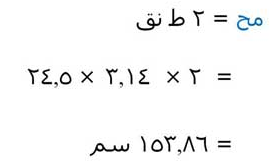 مح = ٢ ط نق
= ٢ × ٣,١٤ × ٢٤,٥
= ١٥٣,٨٦ سم